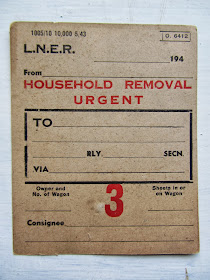 1005/10 10,000 5,43 O. 6412
L.N.E.R.
194
From
HOUSEHOLD REMOVAL
URGENT
TO
RLY SECN.
VIA
Owner and Sheets in or
No. of Wagon on Wagon
3
Consignee